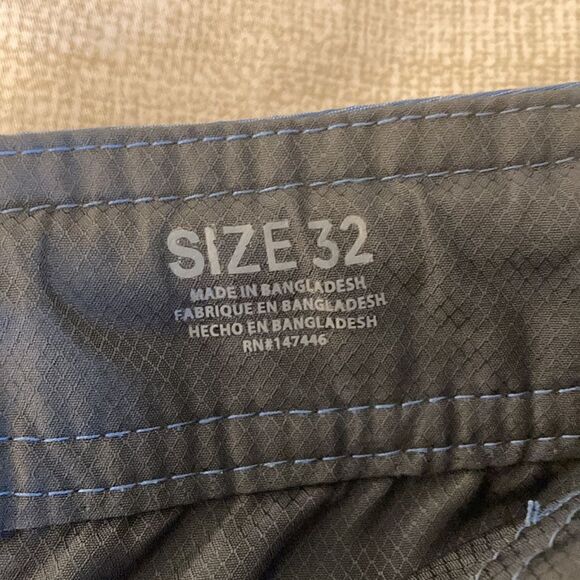 SIZE 32
MADE IN BANGLADESH
FABRIQUE EN BANGLADESH
HECHO EN BANGLADESH
RN#147446